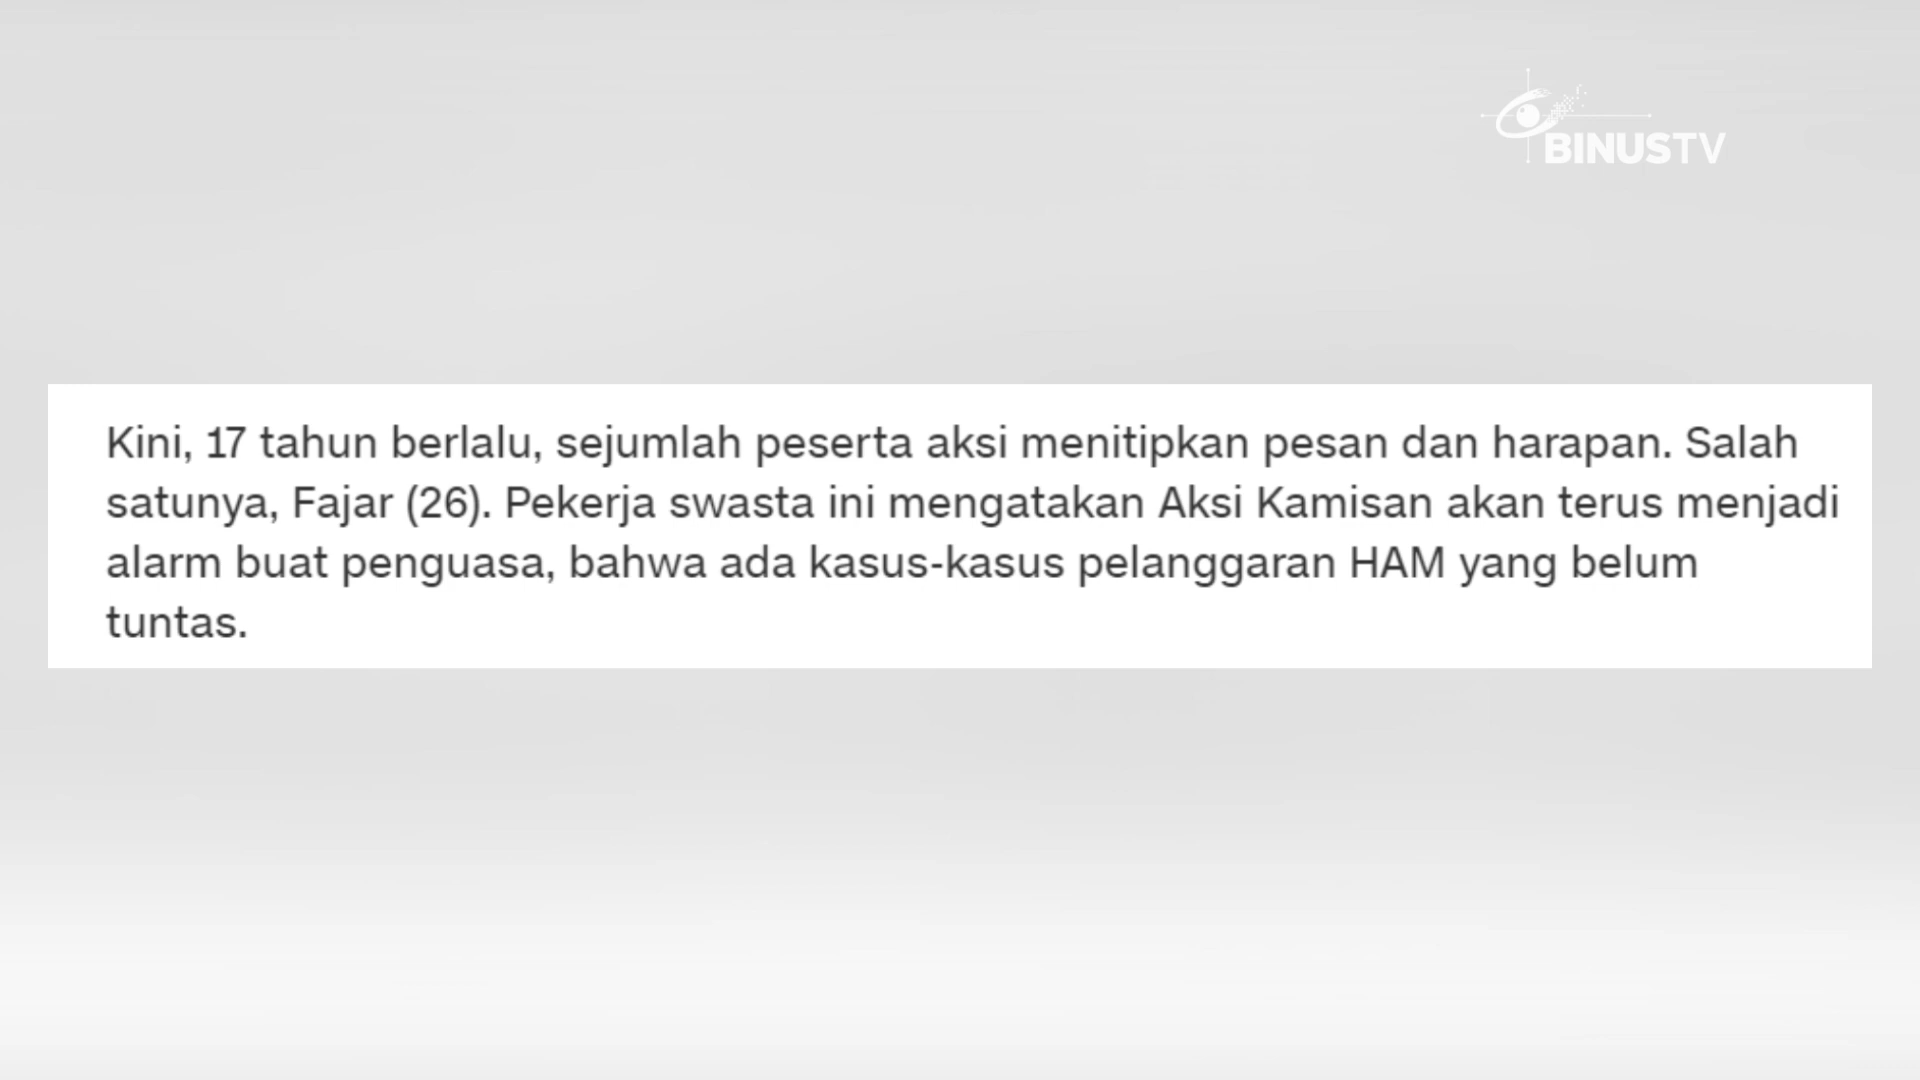 BINUSTV
Kini, 17 tahun berlalu, sejumlah peserta aksi menitipkan pesan dan harapan. Salah
satunya, Fajar (26). Pekerja swasta ini mengatakan Aksi Kamisan akan terus menjadi
alarm buat penguasa, bahwa ada kasus-kasus pelanggaran HAM yang belum
tuntas.